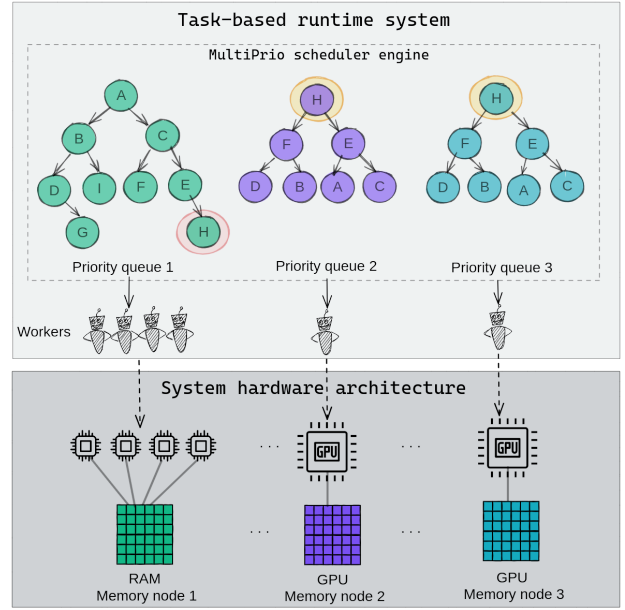 Task-based runtime system
MultiPrio scheduler engine
A
B C
D I F E
G H
H
F E
D B A C
H
F E
D B A C
Priority queue 1
Priority queue 2
Priority queue 3
Workers
System hardware architecture
... GPU ... GPU
... ...
RAM
Memory node 1
GPU
Memory node 2
GPU
Memory node 3